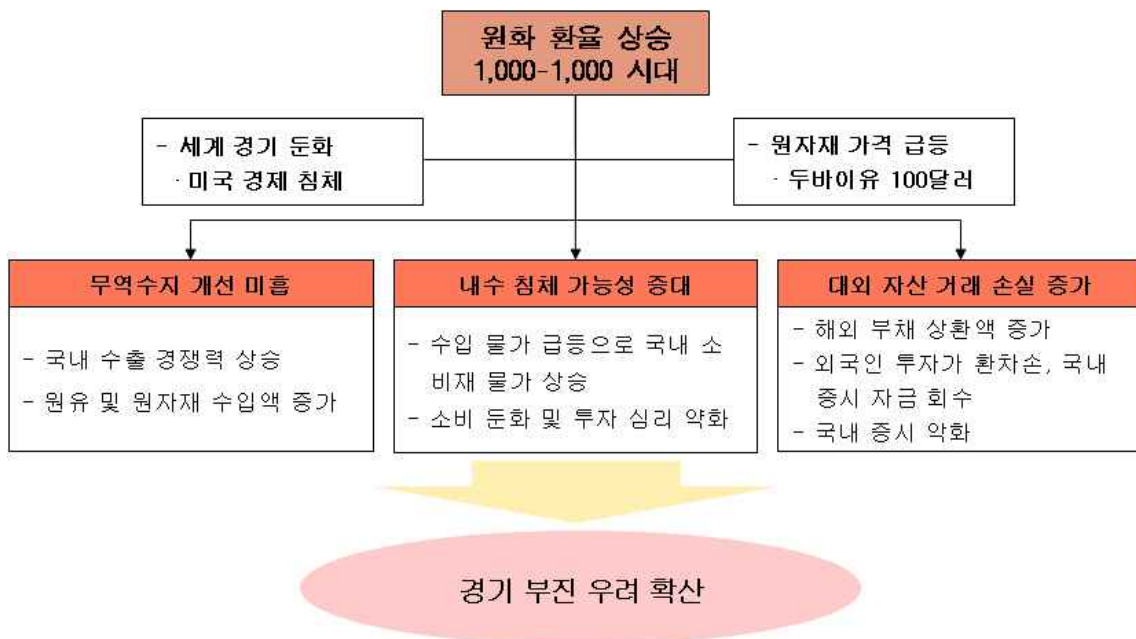 원화 환율 상승
1,000-1,000 시대
- 세계 경기 둔화
· 미국 경제 침체
- 원자재 가격 급등
· 두바이유 100달러
무역수지 개선 미흡
- 국내 수출 경쟁력 상승
- 원유 및 원자재 수입액 증가
내수 침체 가능성 증대
- 수입 물가 급등으로 국내 소
비재 물가 상승
- 소비 둔화 및 투자 심리 약화
대외 자산 거래 손실 증가
- 해외 부채 상환액 증가
- 외국인 투자가 환차손, 국내
증시 자금 회수
- 국내 증시 악화
경기 부진 우려 확산